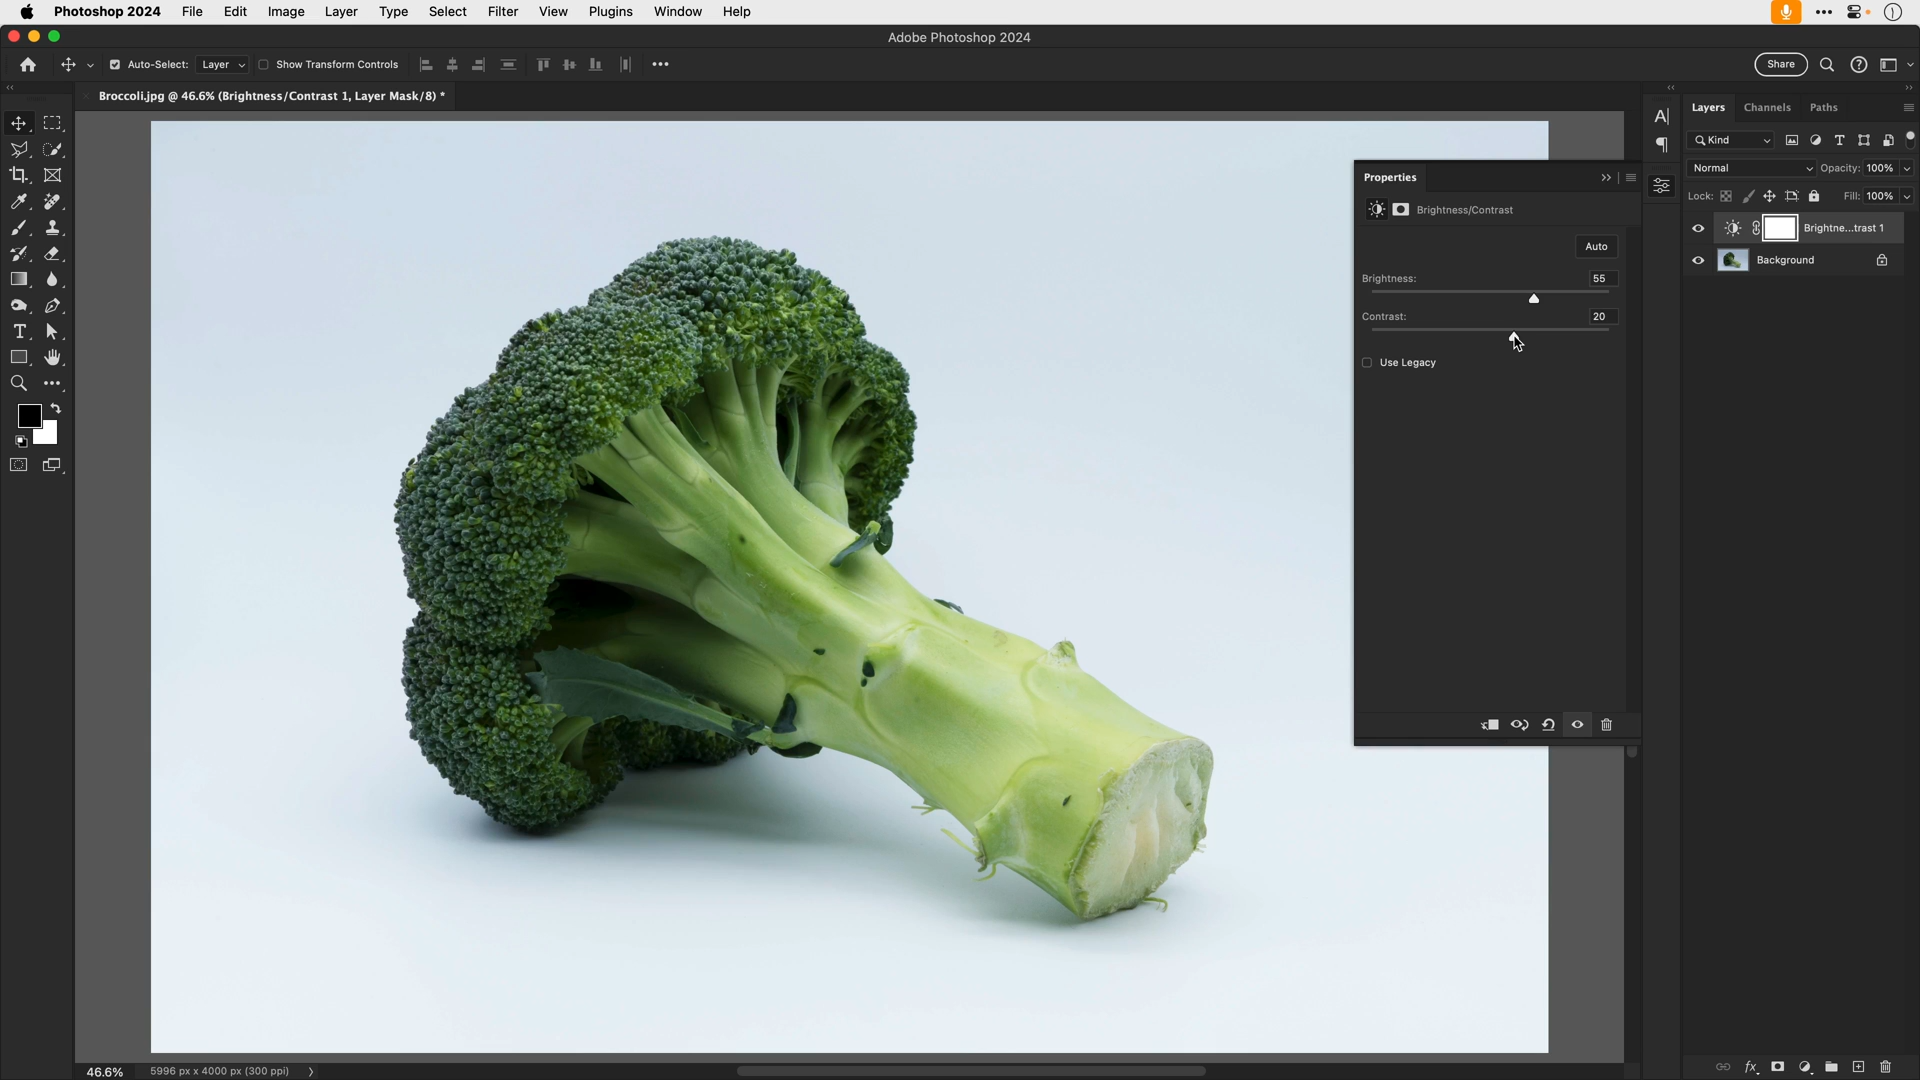 Photoshop 2024 File Edit Image Layer Type Select Filter View Plugins Window Help
Adobe Photoshop 2024
Auto-Select: Layer Show Transform Controls Share
Broccoli.jpg @ 46.6% (Brightness/Contrast 1, Layer Mask/8) *
Layers Channels Paths
Kind
Normal Opacity: 100%
Lock: Fill: 100%
Brightne...trast 1
Background
Properties
Brightness/Contrast
Auto
Brightness: 55
Contrast: 20
Use Legacy
46.6% 5996 px x 4000 px (300 ppi)